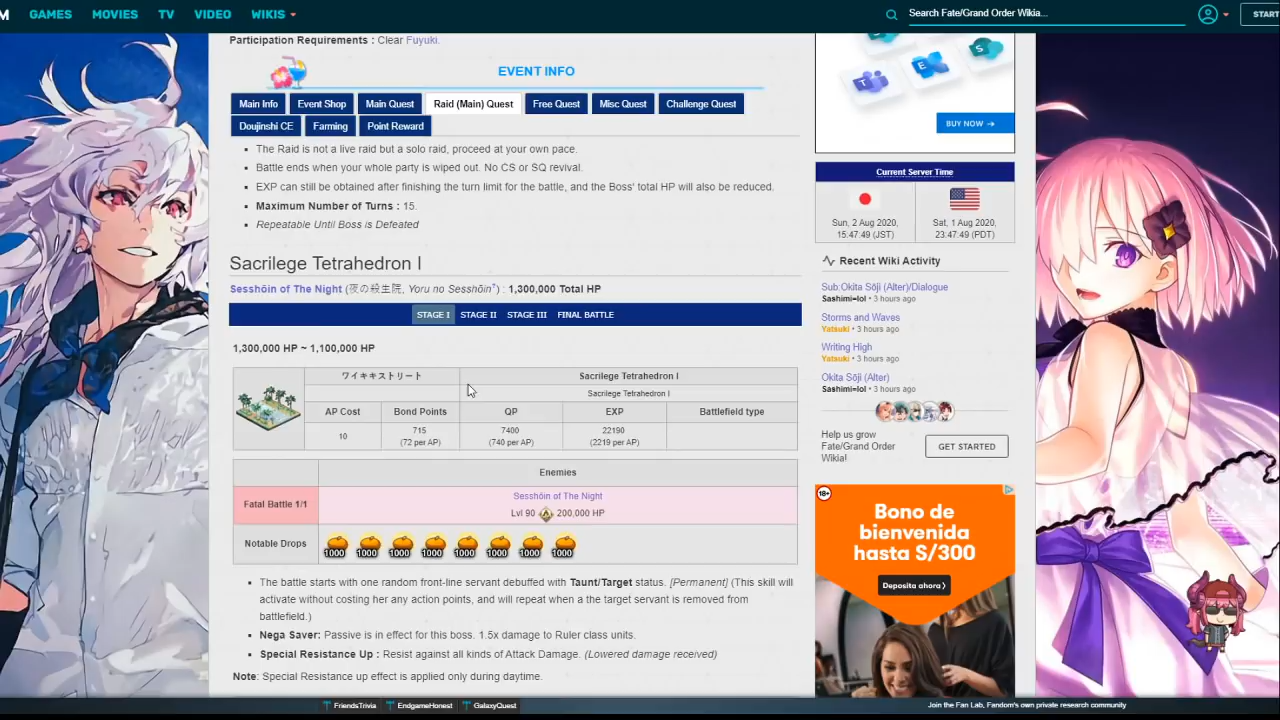 M GAMES MOVIES TV VIDEO WIKIS Search Fate/Grand Order Wikia... START
Participation Requirements : Clear Fuyuki.
EVENT INFO
Main Info Event Shop Main Quest Raid (Main) Quest Free Quest Misc Quest Challenge Quest
Doujinshi CE Farming Point Reward
The Raid is not a live raid but a solo raid, proceed at your own pace.
Battle ends when your whole party is wiped out. No CS or SQ revival.
EXP can still be obtained after finishing the turn limit for the battle, and the Boss' total HP will also be reduced.
Maximum Number of Turns : 15.
Repeatable Until Boss is Defeated
Sacrilege Tetrahedron I
Sesshōin of The Night (夜の殺生院, Yoru no Sesshōin?) : 1,300,000 Total HP
STAGE I STAGE II STAGE III FINAL BATTLE
1,300,000 HP ~ 1,100,000 HP
ワイキキストリート Sacrilege Tetrahedron I
Sacrilege Tetrahedron I
AP Cost Bond Points QP EXP Battlefield type
10 715 7400 22190
(72 per AP) (740 per AP) (2219 per AP)
Enemies
Fatal Battle 1/1
Sesshōin of The Night
Lvl 90 200,000 HP
Notable Drops
1000 1000 1000 1000 1000 1000 1000 1000
The battle starts with one random front-line servant debuffed with Taunt/Target status. [Permanent] (This skill will
activate without costing her any action points, and will repeat when a the target servant is removed from
battlefield.)
Nega Saver: Passive is in effect for this boss. 1.5x damage to Ruler class units.
Special Resistance Up : Resist against all kinds of Attack Damage. (Lowered damage received)
Note: Special Resistance up effect is applied only during daytime.
S
E
BUY NOW →
Current Server Time
Sun, 2 Aug 2020, Sat, 1 Aug 2020,
15:47:49 (JST) 23:47:49 (PDT)
Recent Wiki Activity
Sub:Okita Sōji (Alter)/Dialogue
Sashimi=lol • 3 hours ago
Storms and Waves
Yatsuki • 3 hours ago
Writing High
Yatsuki • 3 hours ago
Okita Sōji (Alter)
Sashimi=lol • 3 hours ago
Help us grow
Fate/Grand Order
Wikia!
GET STARTED
18+
Bono de
bienvenida
hasta S/300
Deposita ahora ❯
FriendsTrivia EndgameHonest GalaxyQuest Join the Fan Lab, Fandom's own private research community